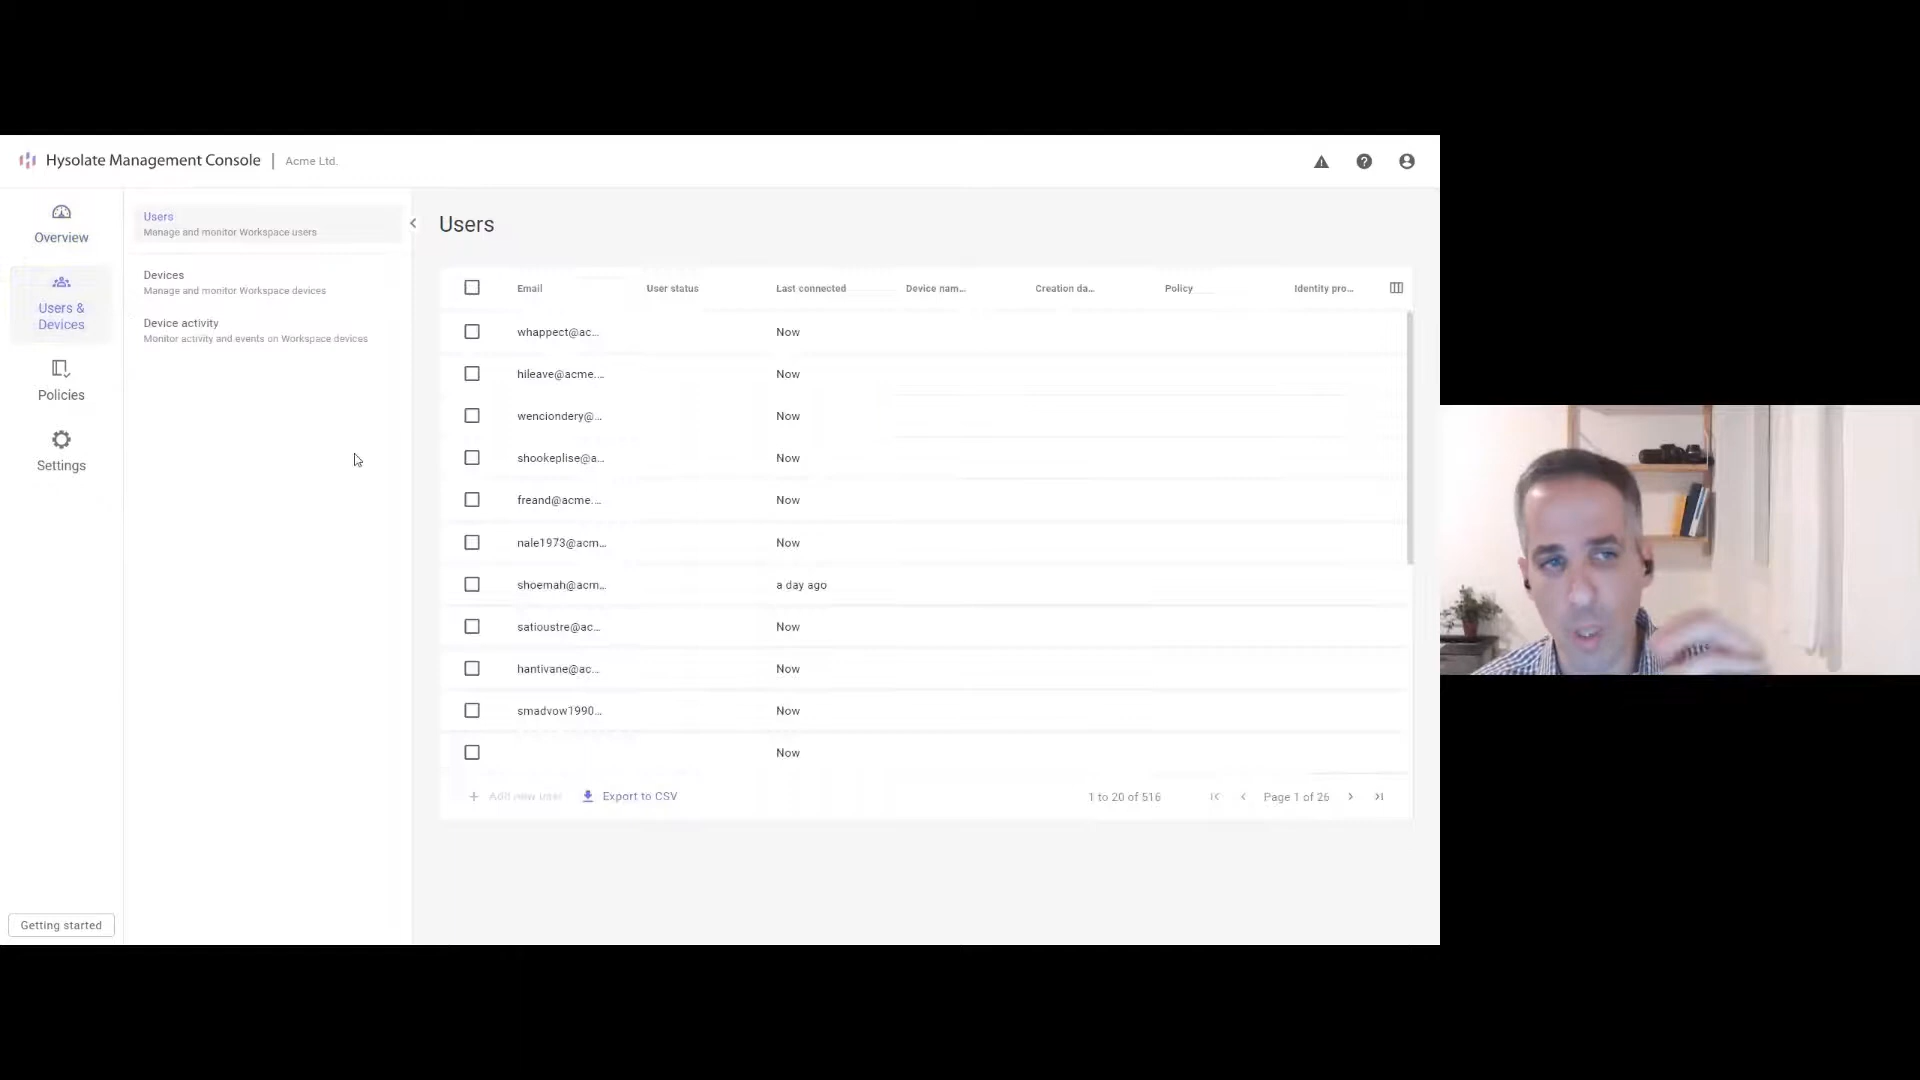 Hysolate Management Console | Acme Ltd.
Overview
Users &
Devices
Policies
Settings
Getting started
Users
Manage and monitor Workspace users
Devices
Manage and monitor Workspace devices
Device activity
Monitor activity and events on Workspace devices
Users
Email User status Last connected Device nam... Creation da... Policy Identity pro...
whappect@ac... Now
hileave@acme.... Now
wenciondery@... Now
shookeplise@a... Now
freand@acme.... Now
nale1973@acm... Now
shoemah@acm... a day ago
satioustre@ac... Now
hantivane@ac... Now
smadvow1990... Now
Now
+ Add new user Export to CSV 1 to 20 of 516 Page 1 of 26